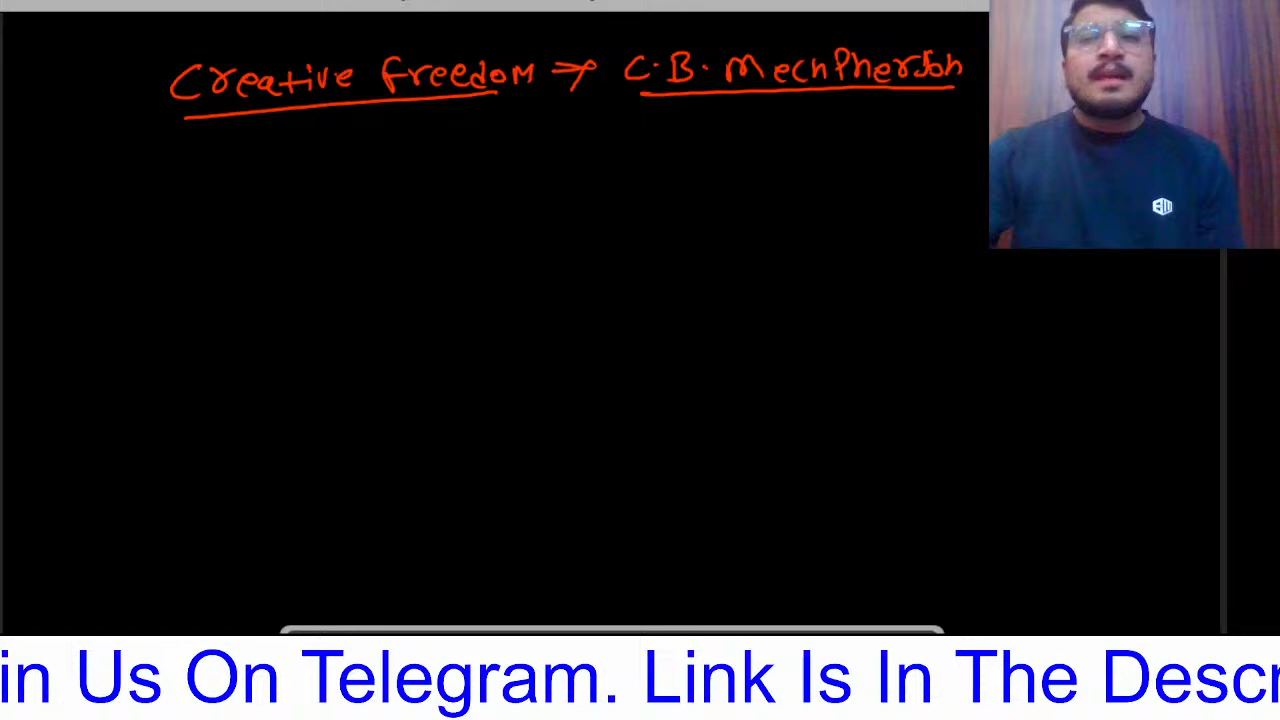 Creative freedom → C.B. MechPherson
in Us On Telegram. Link Is In The Descr